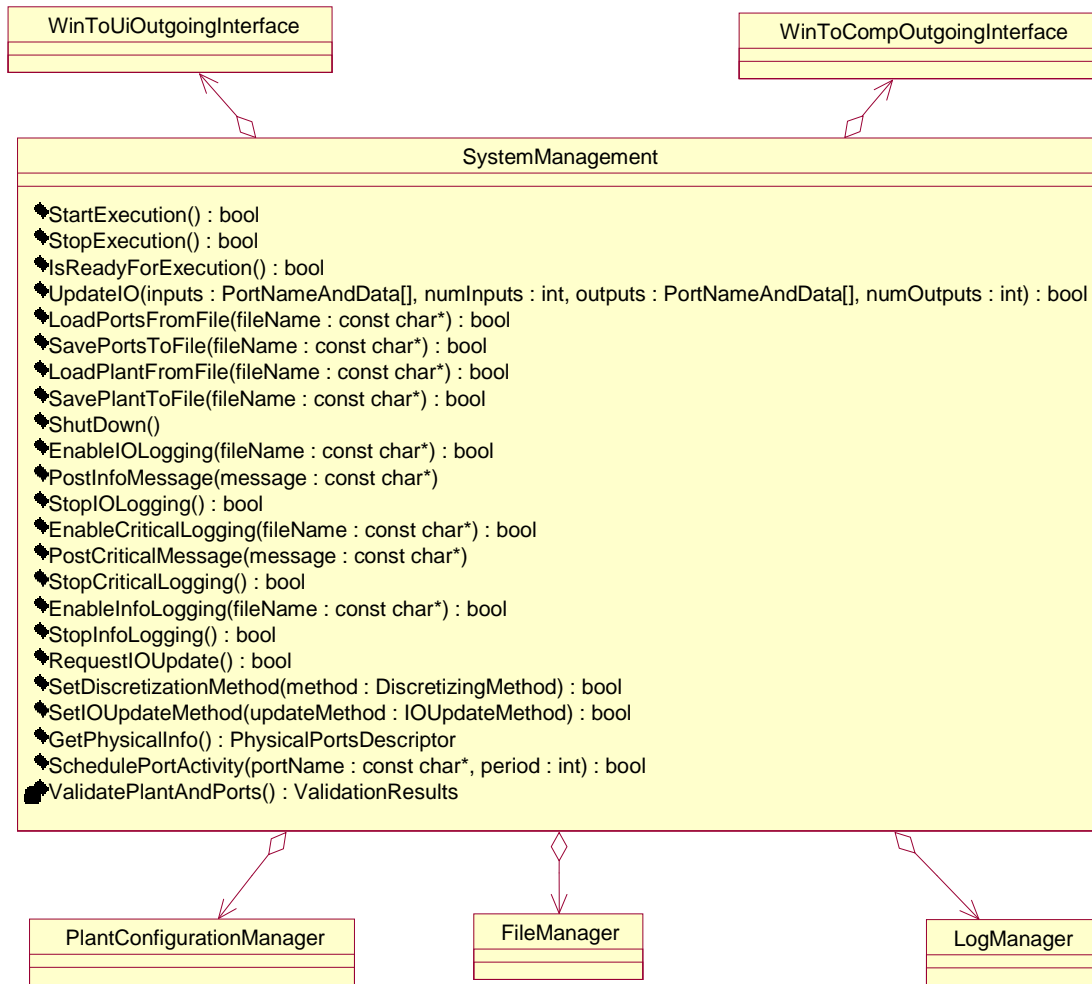 WinToUiOutgoingInterface
WinToCompOutgoingInterface
SystemManagement
StartExecution() : bool
StopExecution() : bool
IsReadyForExecution() : bool
UpdateIO(inputs : PortNameAndData[], numInputs : int, outputs : PortNameAndData[], numOutputs : int) : bool
LoadPortsFromFile(fileName : const char*) : bool
SavePortsToFile(fileName : const char*) : bool
LoadPlantFromFile(fileName : const char*) : bool
SavePlantToFile(fileName : const char*) : bool
ShutDown()
EnableIOLogging(fileName : const char*) : bool
PostInfoMessage(message : const char*)
StopIOLogging() : bool
EnableCriticalLogging(fileName : const char*) : bool
PostCriticalMessage(message : const char*)
StopCriticalLogging() : bool
EnableInfoLogging(fileName : const char*) : bool
StopInfoLogging() : bool
RequestIOUpdate() : bool
SetDiscretizationMethod(method : DiscretizingMethod) : bool
SetIOUpdateMethod(updateMethod : IOUpdateMethod) : bool
GetPhysicalInfo() : PhysicalPortsDescriptor
SchedulePortActivity(portName : const char*, period : int) : bool
ValidatePlantAndPorts() : ValidationResults
PlantConfigurationManager
FileManager
LogManager